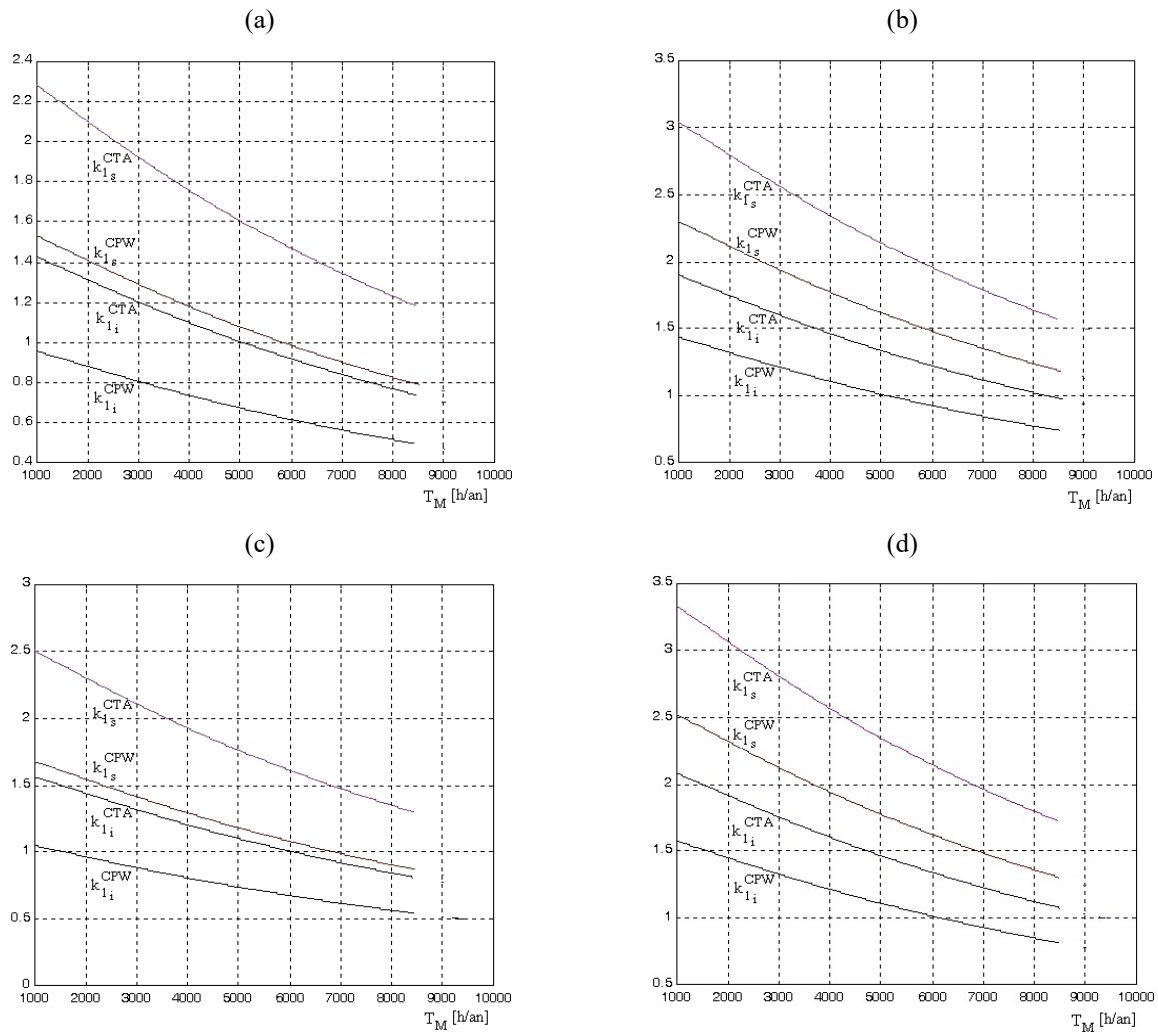 (a)
2.4
2.2
2
1.8
1.6
1.4
1.2
1
0.8
0.6
0.4
k1s CTA
k1s CPW
k1i CTA
k1i CPW
1000 2000 3000 4000 5000 6000 7000 8000 9000 10000
TM [h/an]
(b)
3.5
3
2.5
2
1.5
1
0.5
k1s CTA
k1s CPW
k1i CTA
k1i CPW
1000 2000 3000 4000 5000 6000 7000 8000 9000 10000
TM [h/an]
(c)
3
2.5
2
1.5
1
0.5
0
k1s CTA
k1s CPW
k1i CTA
k1i CPW
1000 2000 3000 4000 5000 6000 7000 8000 9000 10000
TM [h/an]
(d)
3.5
3
2.5
2
1.5
1
0.5
k1s CTA
k1s CPW
k1i CTA
k1i CPW
1000 2000 3000 4000 5000 6000 7000 8000 9000 10000
TM [h/an]